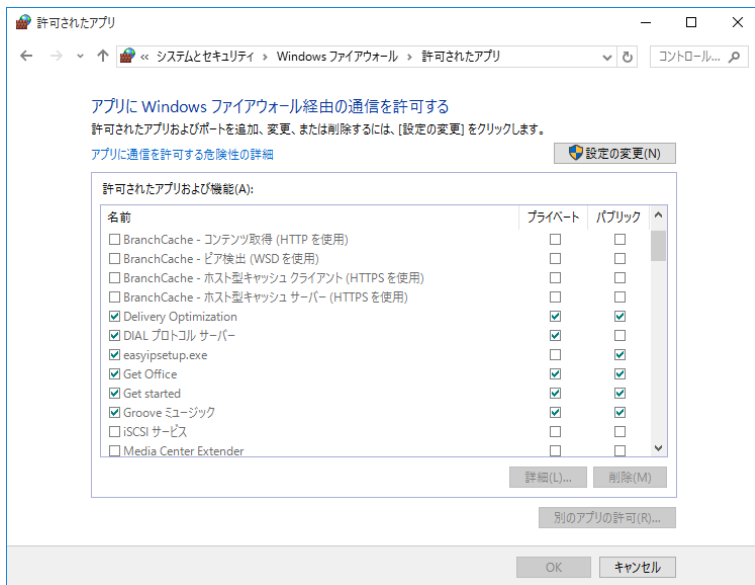 許可されたアプリ
« システムとセキュリティ › Windows ファイアウォール › 許可されたアプリ コントロール...
アプリに Windows ファイアウォール経由の通信を許可する
許可されたアプリおよびポートを追加、変更、または削除するには、[設定の変更] をクリックします。
アプリに通信を許可する危険性の詳細 設定の変更(N)
許可されたアプリおよび機能(A):
名前 プライベート パブリック
BranchCache - コンテンツ取得 (HTTP を使用)
BranchCache - ピア検出 (WSD を使用)
BranchCache - ホスト型キャッシュ クライアント (HTTPS を使用)
BranchCache - ホスト型キャッシュ サーバー (HTTPS を使用)
Delivery Optimization
DIAL プロトコル サーバー
easyipsetup.exe
Get Office
Get started
Groove ミュージック
iSCSI サービス
Media Center Extender
詳細(L)... 削除(M)
別のアプリの許可(R)...
OK キャンセル